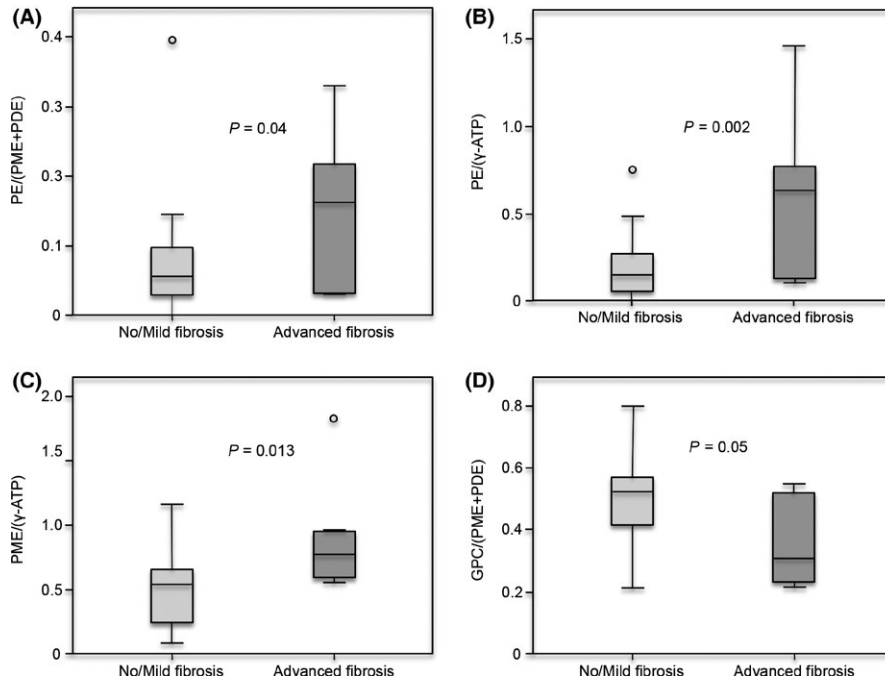 (A)
PE/(PME+PDE)
0.4
0.3
0.3
0.1
0
P = 0.04
No/Mild fibrosis
Advanced fibrosis
(B)
PE/(γ-ATP)
1.5
1.0
0.5
0
P = 0.002
No/Mild fibrosis
Advanced fibrosis
(C)
PME/(γ-ATP)
2.0
1.5
1.0
0.5
0
P = 0.013
No/Mild fibrosis
Advanced fibrosis
(D)
GPC/(PME+PDE)
0.8
0.6
0.4
0.2
0
P = 0.05
No/Mild fibrosis
Advanced fibrosis